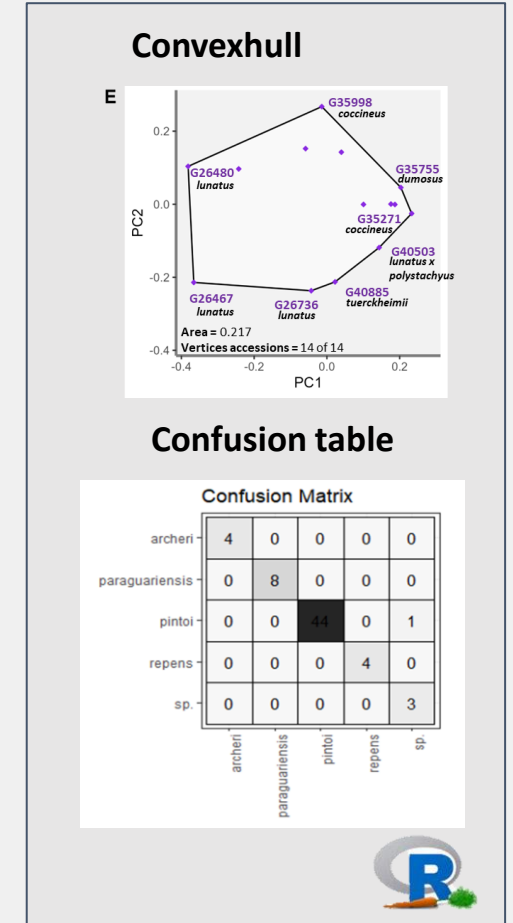 Convexhull
E
G35998
coccineus
0.2
G35755
dumosus
G26480
lunatus
0.0
G35271
coccineus
PC2
G40503
lunatus x
polystachyus
-0.2
G26467
lunatus
G26736
lunatus
G40885
tuerckheimii
Area = 0.217
Vertices accessions = 14 of 14
-0.4
-0.4 -0.2 0.0 0.2
PC1
Confusion table
Confusion Matrix
archeri 4 0 0 0 0
paraguariensis 0 8 0 0 0
pintoi 0 0 44 0 1
repens 0 0 0 4 0
sp. 0 0 0 0 3
archeri paraguariensis pintoi repens sp.
R